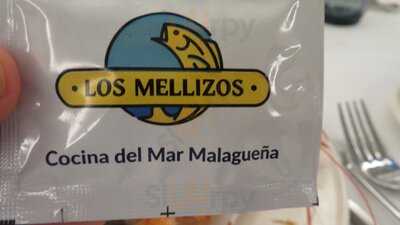 · LOS MELLIZOS ·
Cocina del Mar Malagueña